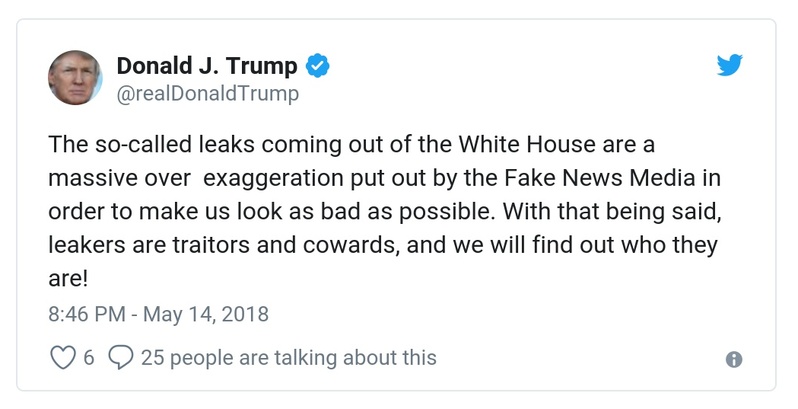 Donald J. Trump
@realDonaldTrump
The so-called leaks coming out of the White House are a
massive over  exaggeration put out by the Fake News Media in
order to make us look as bad as possible. With that being said,
leakers are traitors and cowards, and we will find out who they
are!
8:46 PM - May 14, 2018
6 25 people are talking about this